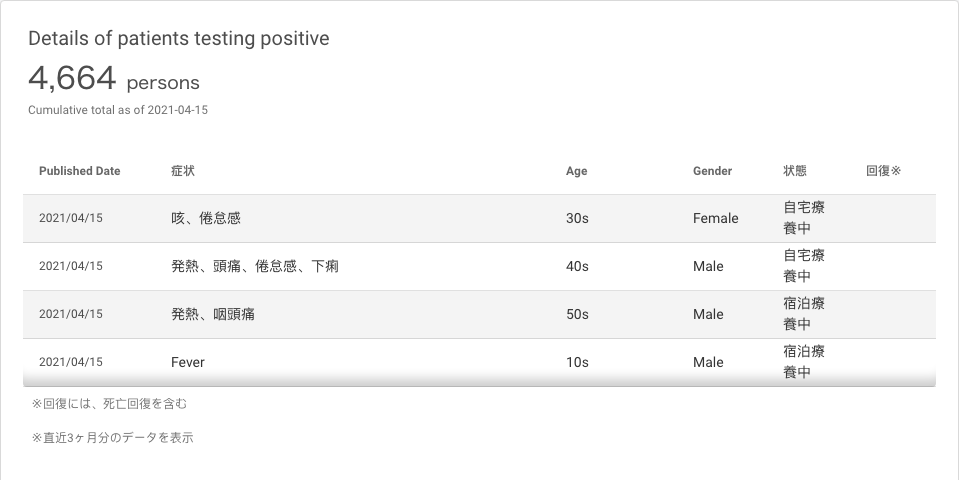 Details of patients testing positive
4,664 persons
Cumulative total as of 2021-04-15
Published Date 症状 Age Gender 状態 回復※
2021/04/15 咳、倦怠感 30s Female 自宅療
養中
2021/04/15 発熱、頭痛、倦怠感、下痢 40s Male 自宅療
養中
2021/04/15 発熱、咽頭痛 50s Male 宿泊療
養中
2021/04/15 Fever 10s Male 宿泊療
養中
※回復には、死亡回復を含む
※直近3ヶ月分のデータを表示